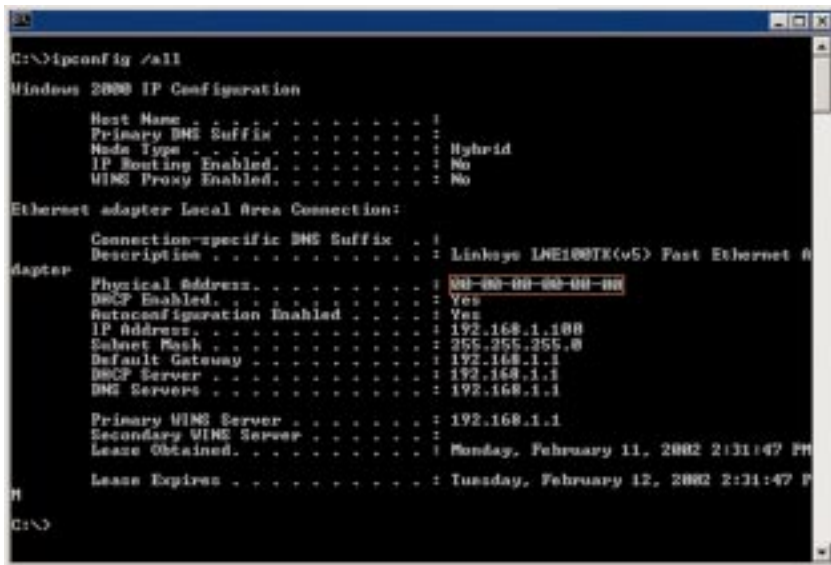 C:\>ipconfig /all
Windows 2000 IP Configuration
Host Name . . . . . . . . . . . . :
Primary DNS Suffix . . . . . . . :
Node Type . . . . . . . . . . . . : Hybrid
IP Routing Enabled. . . . . . . . : No
WINS Proxy Enabled. . . . . . . . : No
Ethernet adapter Local Area Connection:
Connection-specific DNS Suffix . :
Description . . . . . . . . . . . : Linksys LNE100TX(v5) Fast Ethernet A
dapter
Physical Address. . . . . . . . . : 00-00-00-00-00-00
DHCP Enabled. . . . . . . . . . . : Yes
Autoconfiguration Enabled . . . . : Yes
IP Address. . . . . . . . . . . . : 192.168.1.100
Subnet Mask . . . . . . . . . . . : 255.255.255.0
Default Gateway . . . . . . . . . : 192.168.1.1
DHCP Server . . . . . . . . . . . : 192.168.1.1
DNS Servers . . . . . . . . . . . : 192.168.1.1
Primary WINS Server . . . . . . . : 192.168.1.1
Secondary WINS Server . . . . . . :
Lease Obtained. . . . . . . . . . : Monday, February 11, 2002 2:31:47 PM
Lease Expires . . . . . . . . . . : Tuesday, February 12, 2002 2:31:47 P
M
C:\>